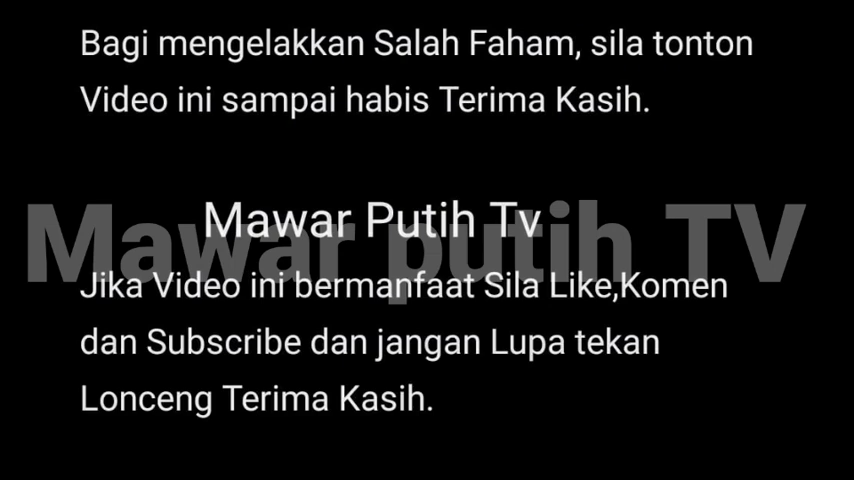 Bagi mengelakkan Salah Faham, sila tonton
Video ini sampai habis Terima Kasih.
Mawar Putih Tv
Mawar putih TV
Jika Video ini bermanfaat Sila Like,Komen
dan Subscribe dan jangan Lupa tekan
Lonceng Terima Kasih.